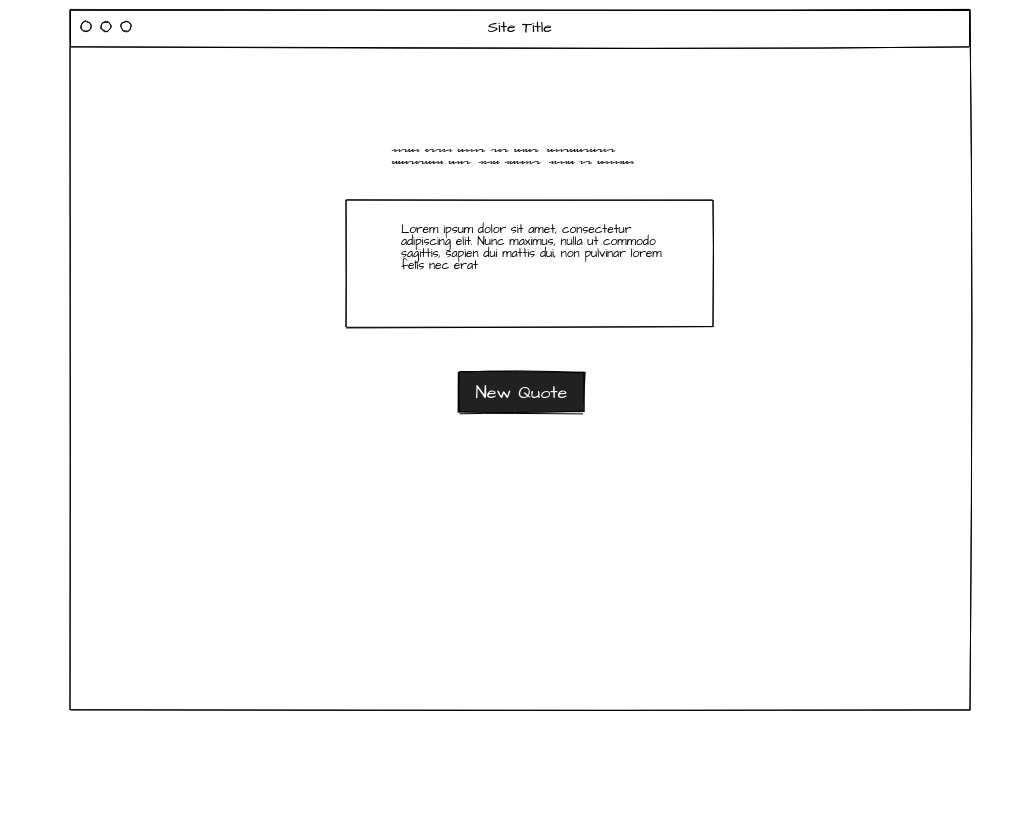 Site Title
Lorem ipsum dolor sit amet, consectetur
adipiscing elit. Nunc maximus, nulla ut commodo
sagittis, sapien dui mattis dui, non pulvinar lorem
felis nec erat
New Quote